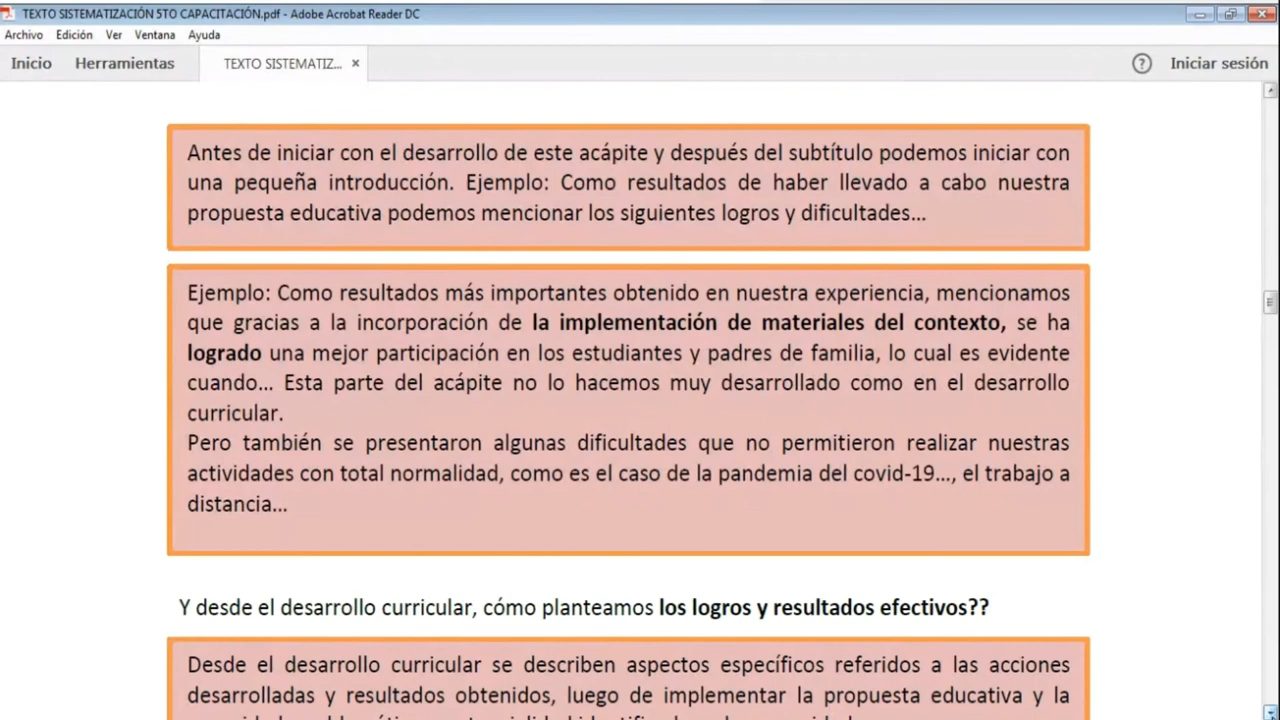 TEXTO SISTEMATIZACIÓN 5TO CAPACITACIÓN.pdf - Adobe Acrobat Reader DC
Archivo Edición Ver Ventana Ayuda
Inicio Herramientas TEXTO SISTEMATIZ... × ? Iniciar sesión
Antes de iniciar con el desarrollo de este acápite y después del subtítulo podemos iniciar con
una pequeña introducción. Ejemplo: Como resultados de haber llevado a cabo nuestra
propuesta educativa podemos mencionar los siguientes logros y dificultades…
Ejemplo: Como resultados más importantes obtenido en nuestra experiencia, mencionamos
que gracias a la incorporación de la implementación de materiales del contexto, se ha
logrado una mejor participación en los estudiantes y padres de familia, lo cual es evidente
cuando… Esta parte del acápite no lo hacemos muy desarrollado como en el desarrollo
curricular.
Pero también se presentaron algunas dificultades que no permitieron realizar nuestras
actividades con total normalidad, como es el caso de la pandemia del covid-19…, el trabajo a
distancia…
Y desde el desarrollo curricular, cómo planteamos los logros y resultados efectivos??
Desde el desarrollo curricular se describen aspectos específicos referidos a las acciones
desarrolladas y resultados obtenidos, luego de implementar la propuesta educativa y la